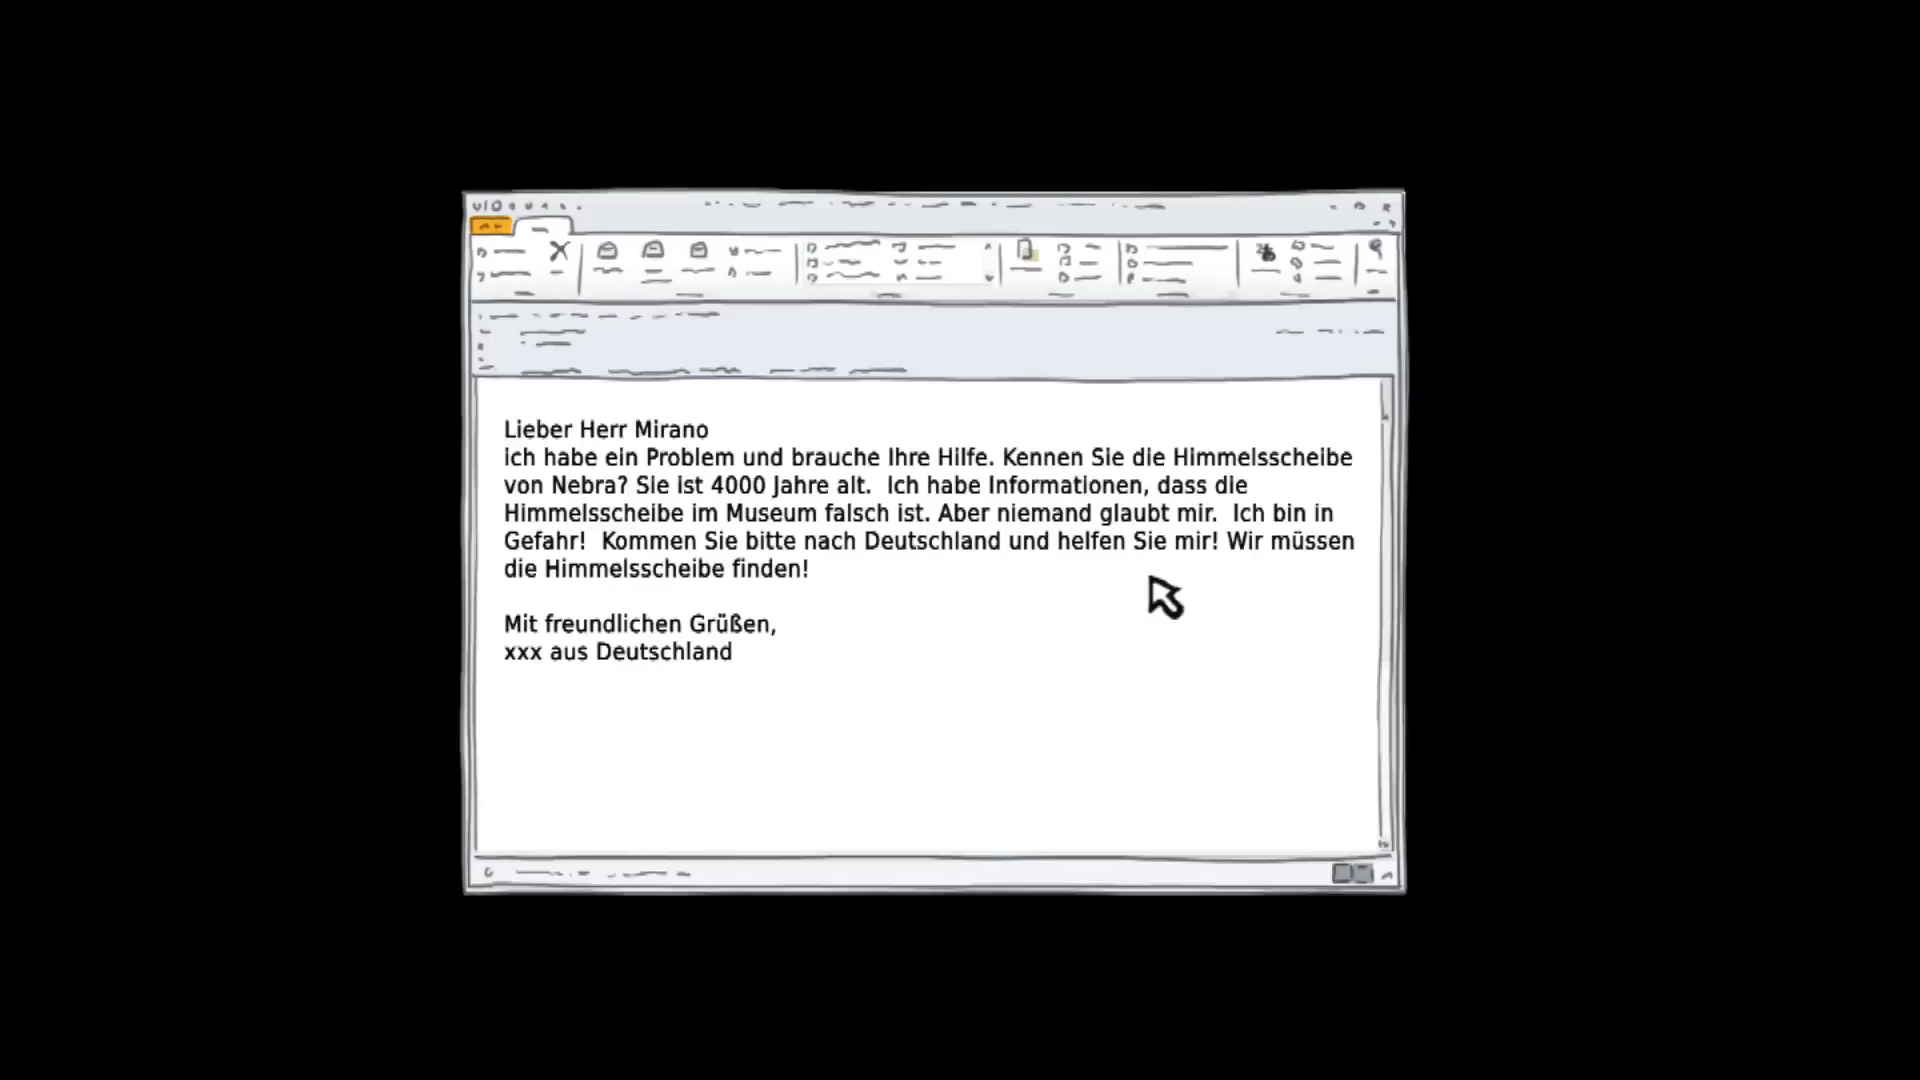 Lieber Herr Mirano
ich habe ein Problem und brauche Ihre Hilfe. Kennen Sie die Himmelsscheibe
von Nebra? Sie ist 4000 Jahre alt.  Ich habe Informationen, dass die
Himmelsscheibe im Museum falsch ist. Aber niemand glaubt mir.  Ich bin in
Gefahr!  Kommen Sie bitte nach Deutschland und helfen Sie mir! Wir müssen
die Himmelsscheibe finden!
Mit freundlichen Grüßen,
xxx aus Deutschland